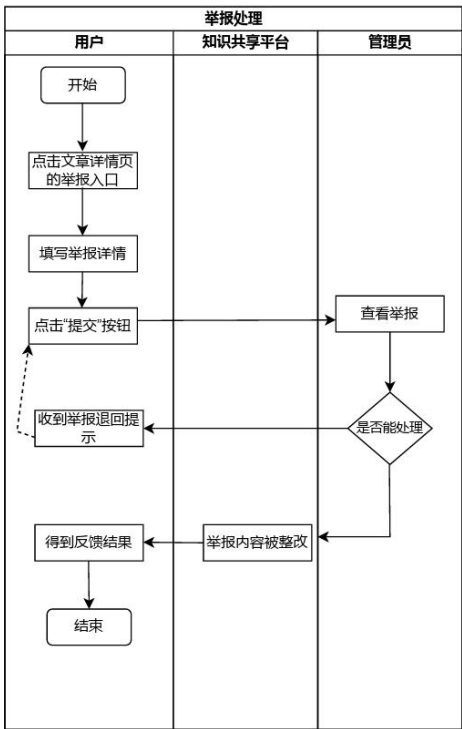 举报处理
用户
知识共享平台
管理员
开始
点击文章详情页
的举报入口
填写举报详情
点击“提交”按钮
查看举报
收到举报退回提
示
是否能处理
得到反馈结果
举报内容被整改
结束